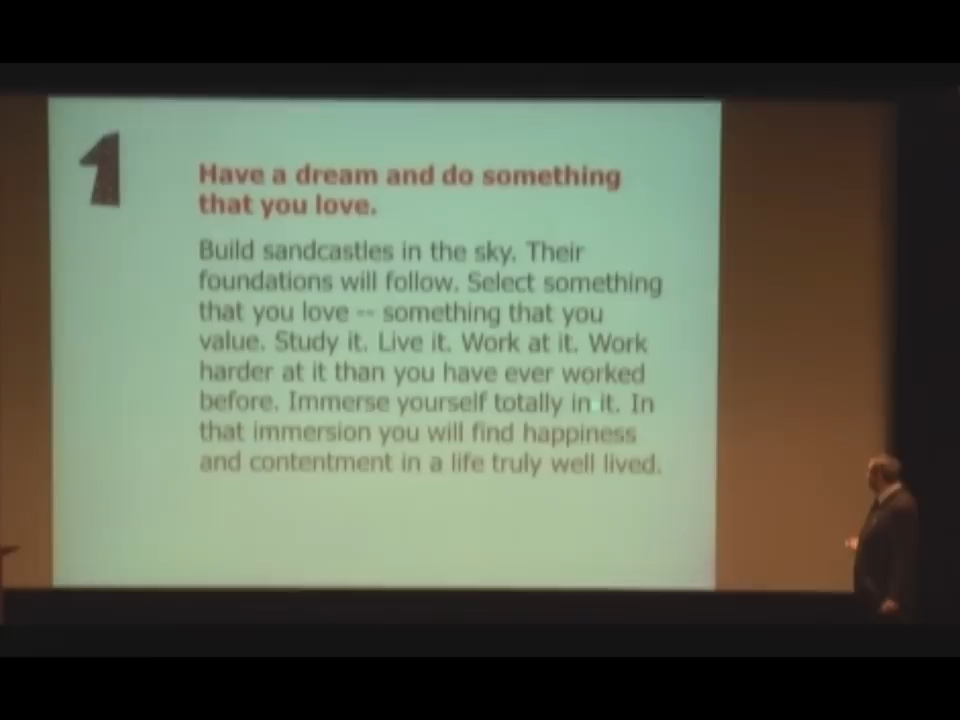 1
Have a dream and do something
that you love.
Build sandcastles in the sky. Their
foundations will follow. Select something
that you love -- something that you
value. Study it. Live it. Work at it. Work
harder at it than you have ever worked
before. Immerse yourself totally in it. In
that immersion you will find happiness
and contentment in a life truly well lived.